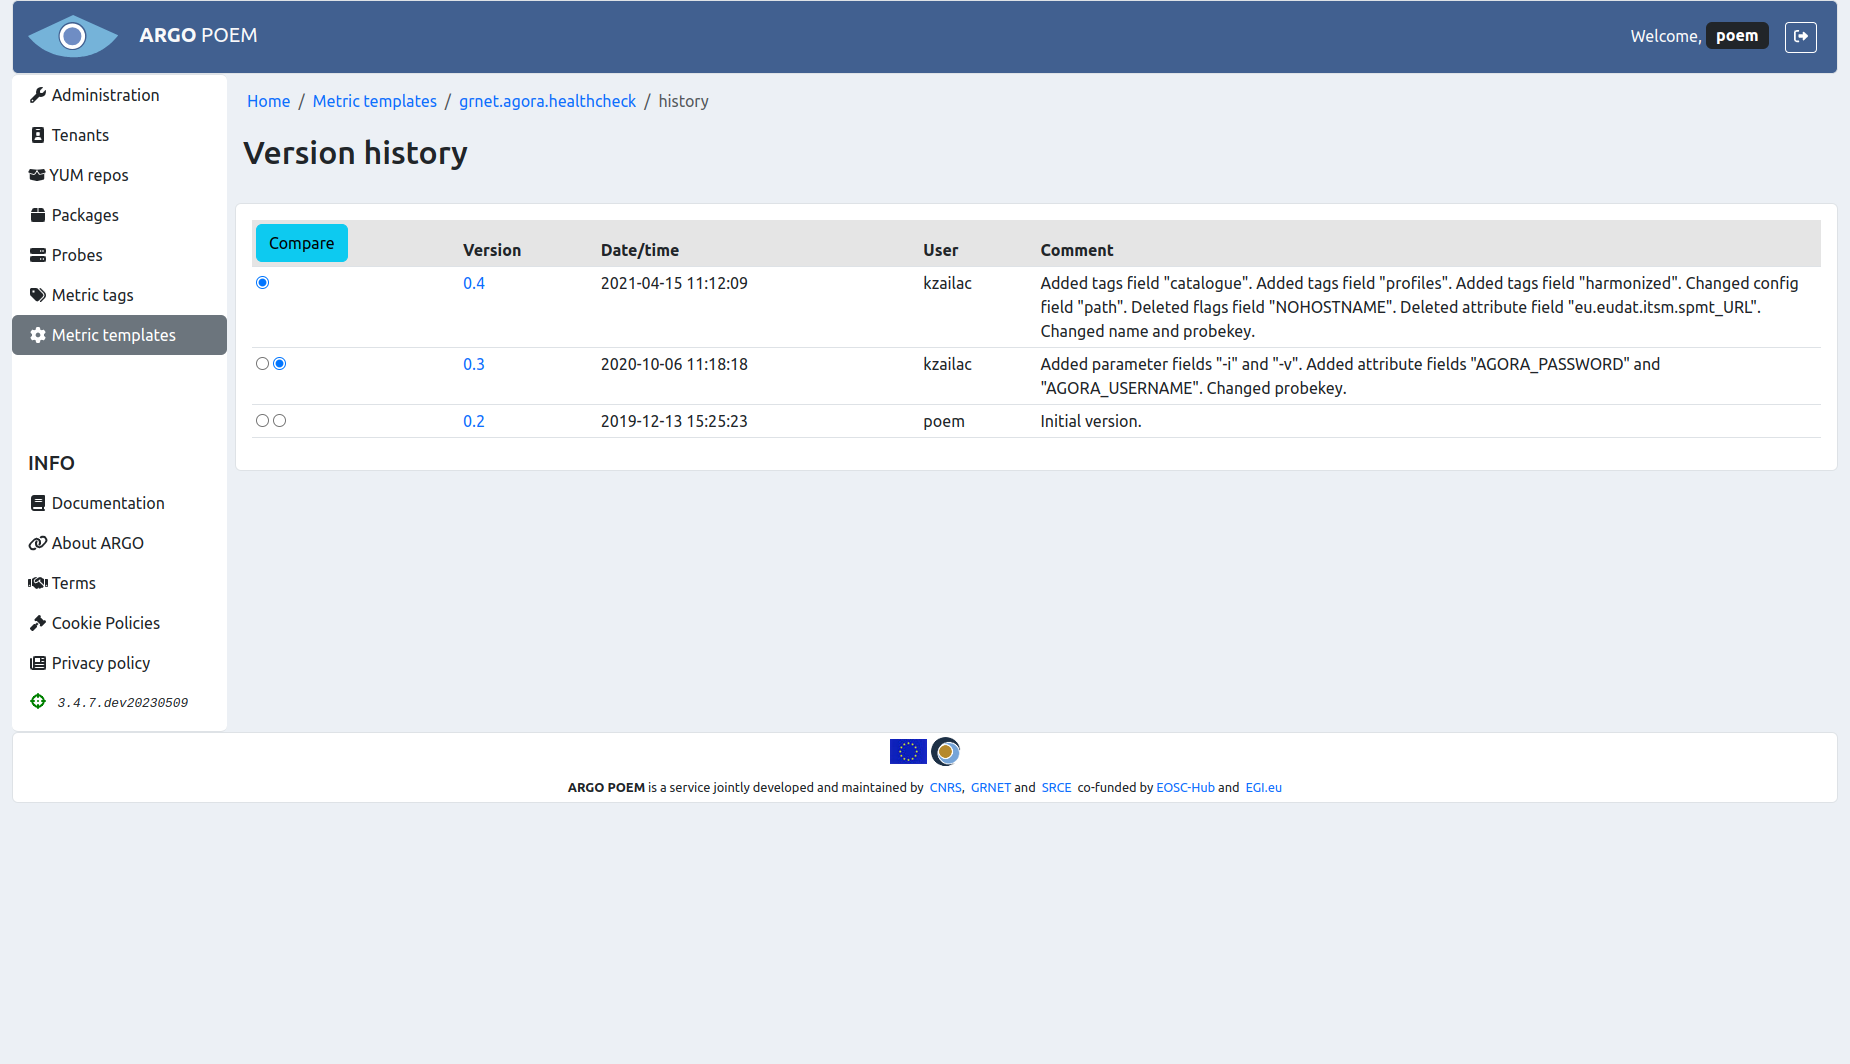 ARGO POEM
Welcome, poem
Administration
Tenants
YUM repos
Packages
Probes
Metric tags
Metric templates
INFO
Documentation
About ARGO
Terms
Cookie Policies
Privacy policy
3.4.7.dev20230509
Home / Metric templates / grnet.agora.healthcheck / history
Version history
Compare Version Date/time User Comment
0.4 2021-04-15 11:12:09 kzailac Added tags field "catalogue". Added tags field "profiles". Added tags field "harmonized". Changed config
field "path". Deleted flags field "NOHOSTNAME". Deleted attribute field "eu.eudat.itsm.spmt_URL".
Changed name and probekey.
0.3 2020-10-06 11:18:18 kzailac Added parameter fields "-i" and "-v". Added attribute fields "AGORA_PASSWORD" and
"AGORA_USERNAME". Changed probekey.
0.2 2019-12-13 15:25:23 poem Initial version.
ARGO POEM is a service jointly developed and maintained by CNRS, GRNET and SRCE co-funded by EOSC-Hub and EGI.eu